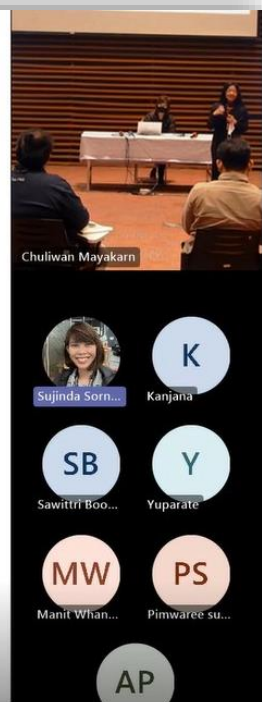 Chuliwan Mayakarn
K
Sujinda Sorn...
Kanjana
SB
Y
Sawittri Boo...
Yuparate
MW
PS
Manit Whan...
Pimwaree su...
AP